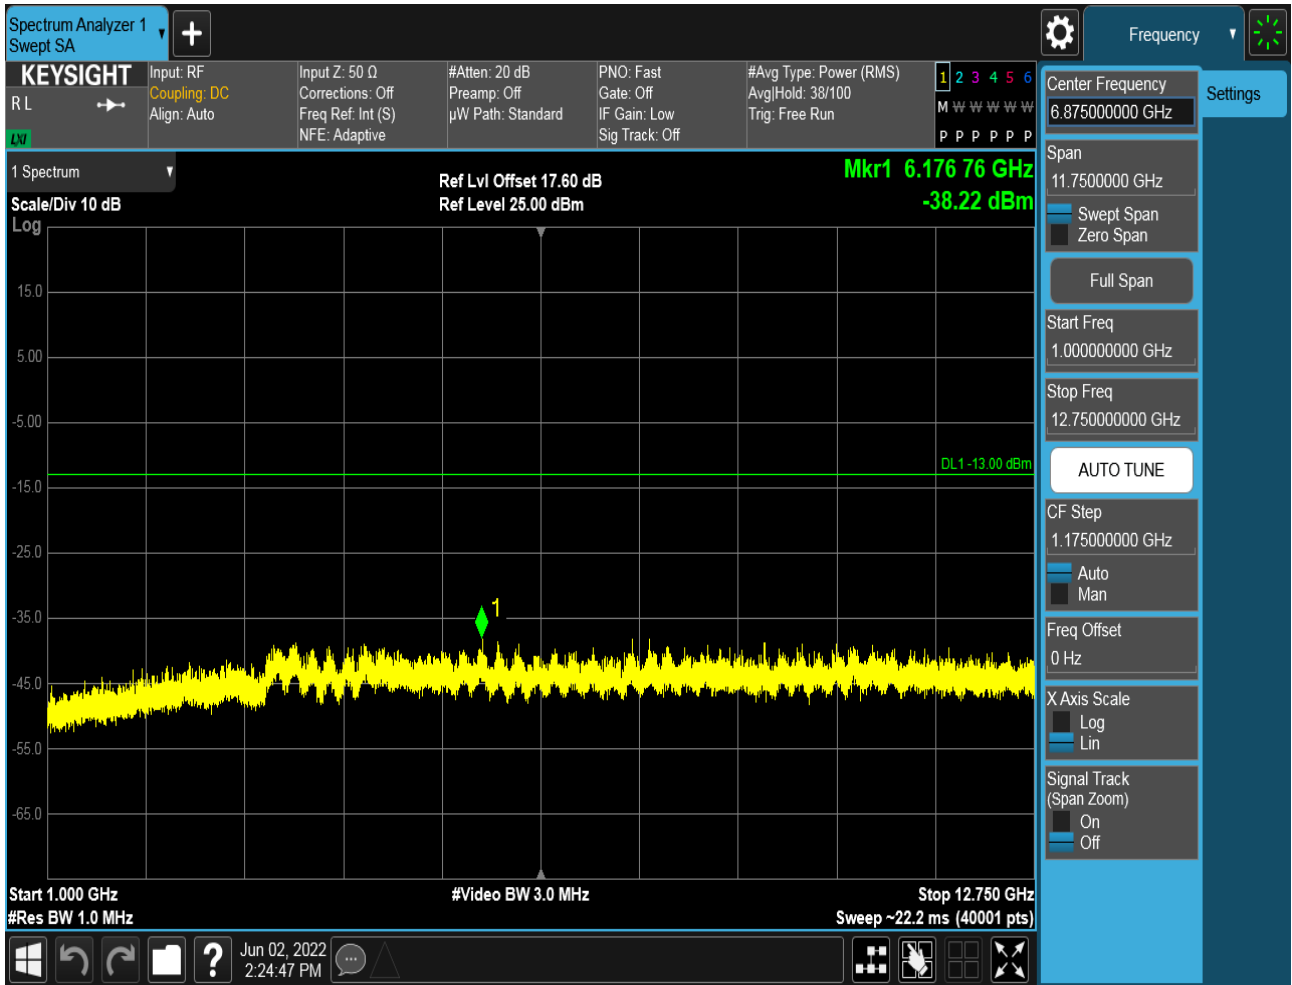 Spectrum Analyzer 1
Swept SA
Frequency
KEYSIGHT
R L
LXI
Input: RF
Coupling: DC
Align: Auto
Input Z: 50 Ω
Corrections: Off
Freq Ref: Int (S)
NFE: Adaptive
#Atten: 20 dB
Preamp: Off
µW Path: Standard
PNO: Fast
Gate: Off
IF Gain: Low
Sig Track: Off
#Avg Type: Power (RMS)
Avg|Hold: 38/100
Trig: Free Run
1 2 3 4 5 6
M W W W W W
P P P P P P
1 Spectrum
Scale/Div 10 dB
Log
Ref Lvl Offset 17.60 dB
Ref Level 25.00 dBm
Mkr1 6.176 76 GHz
-38.22 dBm
15.0
5.00
-5.00
DL1 -13.00 dBm
-15.0
-25.0
-35.0
1
-45.0
-55.0
-65.0
Start 1.000 GHz
#Res BW 1.0 MHz
#Video BW 3.0 MHz
Stop 12.750 GHz
Sweep ~22.2 ms (40001 pts)
Center Frequency
6.875000000 GHz
Settings
Span
11.7500000 GHz
Swept Span
Zero Span
Full Span
Start Freq
1.000000000 GHz
Stop Freq
12.750000000 GHz
AUTO TUNE
CF Step
1.175000000 GHz
Auto
Man
Freq Offset
0 Hz
X Axis Scale
Log
Lin
Signal Track
(Span Zoom)
On
Off
?
Jun 02, 2022
2:24:47 PM